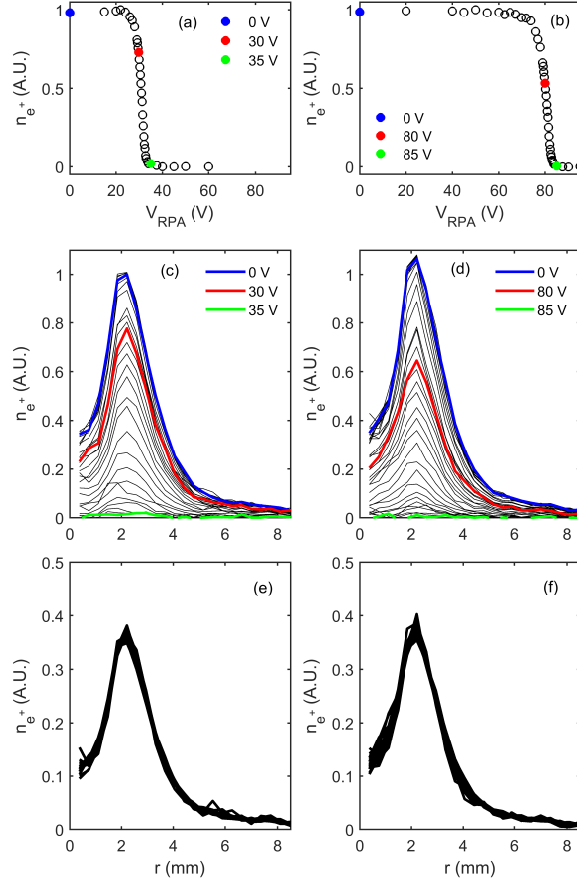 1
0.5
0
n_e+ (A.U.)
(a)
0 V
30 V
35 V
0 20 40 60 80
V_RPA (V)
1
0.5
0
n_e+ (A.U.)
(b)
0 V
80 V
85 V
0 20 40 60 80
V_RPA (V)
1
0.8
0.6
0.4
0.2
0
n_e+ (A.U.)
(c)
0 V
30 V
35 V
0 2 4 6 8
1
0.8
0.6
0.4
0.2
0
n_e+ (A.U.)
(d)
0 V
80 V
85 V
0 2 4 6 8
0.5
0.4
0.3
0.2
0.1
0
n_e+ (A.U.)
(e)
0 2 4 6 8
r (mm)
0.5
0.4
0.3
0.2
0.1
0
n_e+ (A.U.)
(f)
0 2 4 6 8
r (mm)